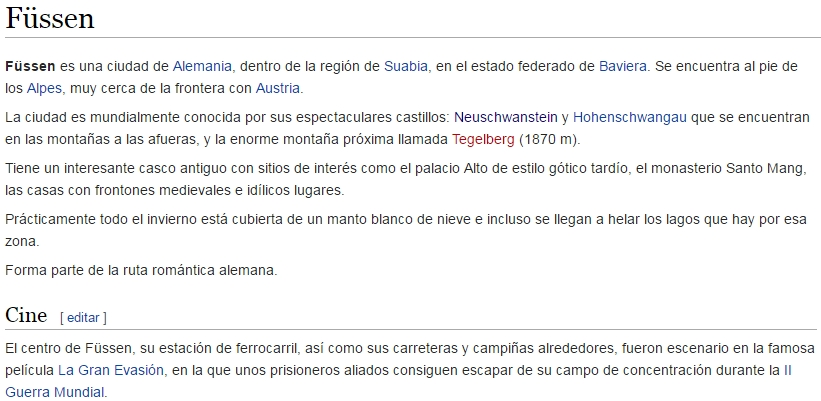 Füssen
Füssen es una ciudad de Alemania, dentro de la región de Suabia, en el estado federado de Baviera. Se encuentra al pie de
los Alpes, muy cerca de la frontera con Austria.
La ciudad es mundialmente conocida por sus espectaculares castillos: Neuschwanstein y Hohenschwangau que se encuentran
en las montañas a las afueras, y la enorme montaña próxima llamada Tegelberg (1870 m).
Tiene un interesante casco antiguo con sitios de interés como el palacio Alto de estilo gótico tardío, el monasterio Santo Mang,
las casas con frontones medievales e idílicos lugares.
Prácticamente todo el invierno está cubierta de un manto blanco de nieve e incluso se llegan a helar los lagos que hay por esa
zona.
Forma parte de la ruta romántica alemana.
Cine [ editar ]
El centro de Füssen, su estación de ferrocarril, así como sus carreteras y campiñas alrededores, fueron escenario en la famosa
película La Gran Evasión, en la que unos prisioneros aliados consiguen escapar de su campo de concentración durante la II
Guerra Mundial.